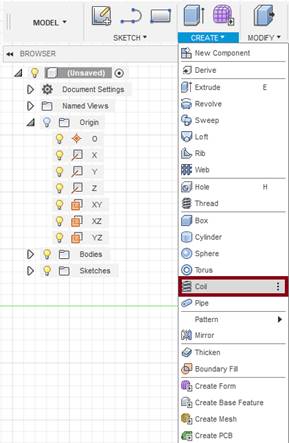 MODEL
SKETCH
CREATE
MODIFY
BROWSER
(Unsaved)
Document Settings
Named Views
Origin
O
X
Y
Z
XY
XZ
YZ
Bodies
Sketches
New Component
Derive
Extrude E
Revolve
Sweep
Loft
Rib
Web
Hole H
Thread
Box
Cylinder
Sphere
Torus
Coil
Pipe
Pattern
Mirror
Thicken
Boundary Fill
Create Form
Create Base Feature
Create Mesh
Create PCB